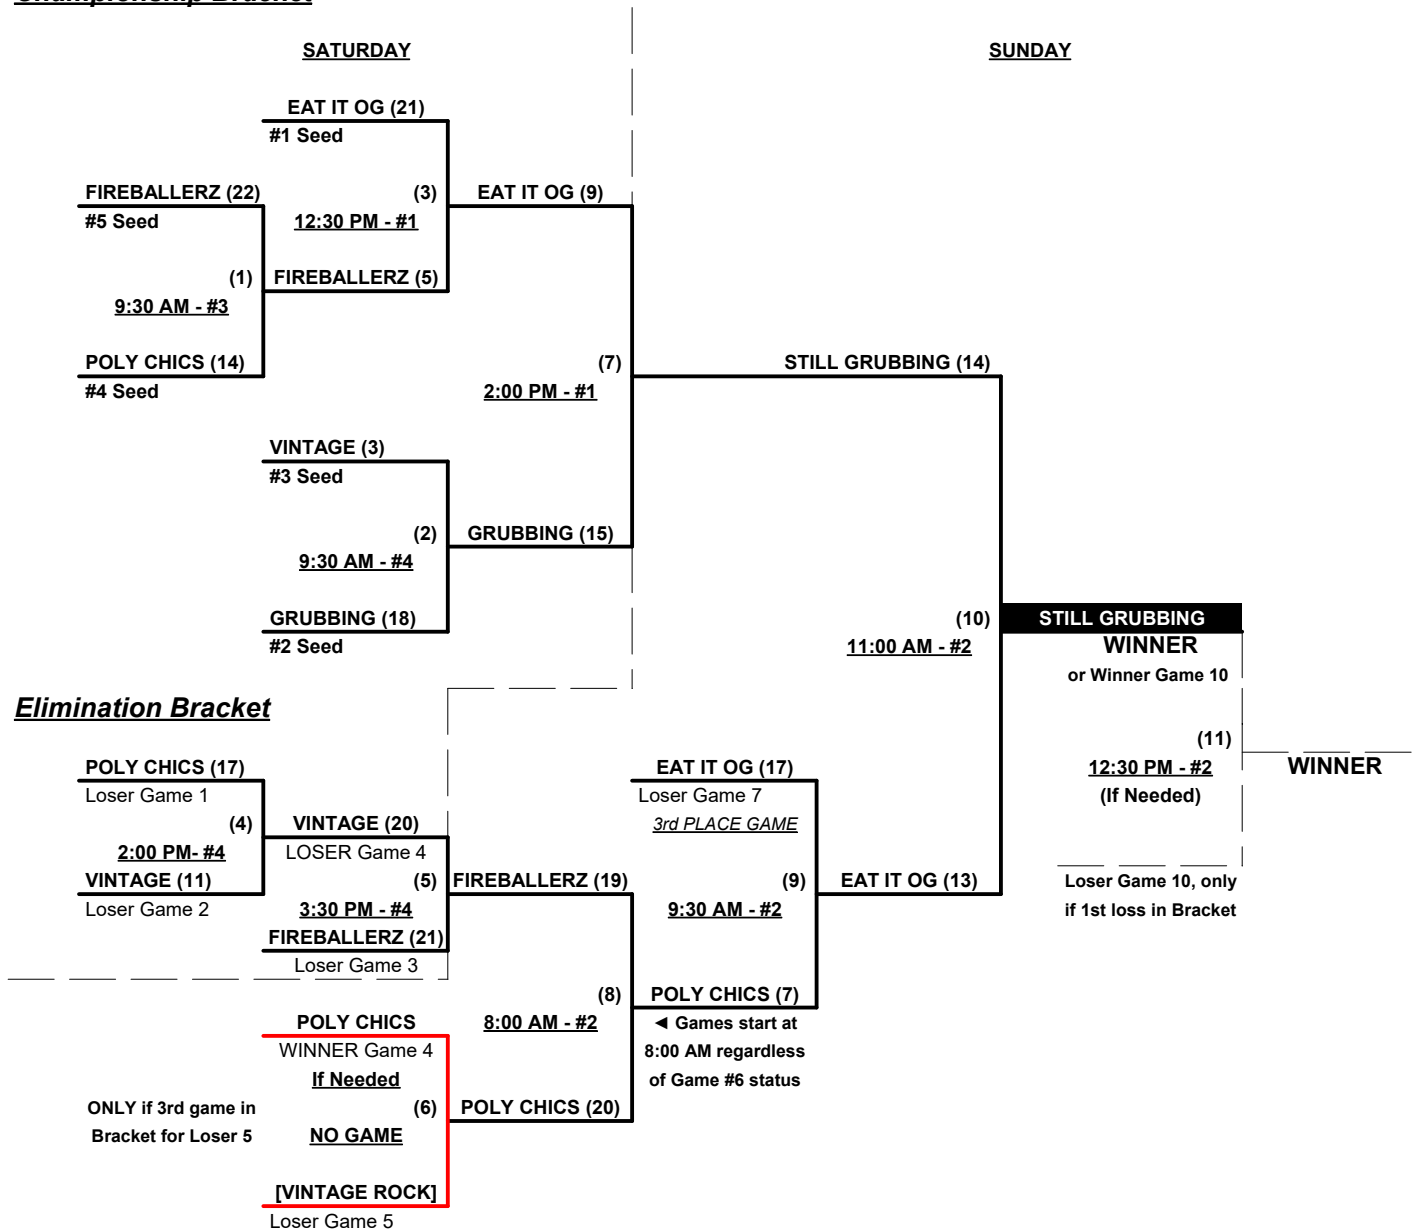 Championship Bracket
SATURDAY
SUNDAY
EAT IT OG (21)
#1 Seed
FIREBALLERZ (22)
(3)
EAT IT OG (9)
#5 Seed
12:30 PM - #1
(1)
FIREBALLERZ (5)
9:30 AM - #3
POLY CHICS (14)
(7)
STILL GRUBBING (14)
#4 Seed
2:00 PM - #1
VINTAGE (3)
#3 Seed
(2)
GRUBBING (15)
9:30 AM - #4
GRUBBING (18)
(10)
STILL GRUBBING
#2 Seed
11:00 AM - #2
WINNER
or Winner Game 10
Elimination Bracket
(11)
POLY CHICS (17)
EAT IT OG (17)
12:30 PM - #2
WINNER
Loser Game 1
Loser Game 7
(If Needed)
(4)
VINTAGE (20)
3rd PLACE GAME
2:00 PM- #4
LOSER Game 4
VINTAGE (11)
(5)
FIREBALLERZ (19)
(9)
EAT IT OG (13)
Loser Game 10, only
Loser Game 2
3:30 PM - #4
9:30 AM - #2
if 1st loss in Bracket
FIREBALLERZ (21)
Loser Game 3
(8)
POLY CHICS (7)
POLY CHICS
8:00 AM - #2
◄ Games start at
WINNER Game 4
8:00 AM regardless
If Needed
of Game #6 status
ONLY if 3rd game in
(6)
POLY CHICS (20)
Bracket for Loser 5
NO GAME
[VINTAGE ROCK]
Loser Game 5